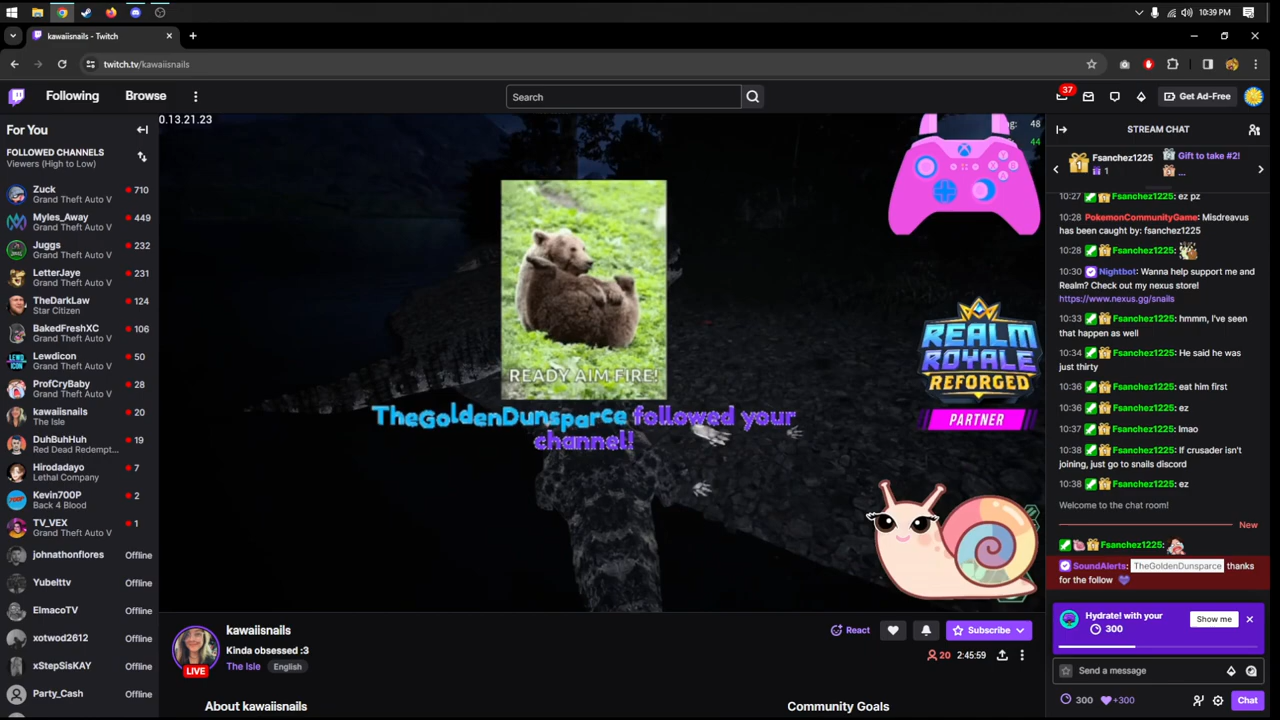 10:39 PM
kawaiisnails - Twitch
twitch.tv/kawaiisnails
Following
Browse
Search
37
Get Ad-Free
For You
FOLLOWED CHANNELS
Viewers (High to Low)
Zuck 710
Grand Theft Auto V
Myles_Away 449
Grand Theft Auto V
Juggs 232
Grand Theft Auto V
LetterJaye 231
Grand Theft Auto V
TheDarkLaw 124
Star Citizen
BakedFreshXC 106
Grand Theft Auto V
Lewdicon 50
Grand Theft Auto V
ProfCryBaby 28
Grand Theft Auto V
kawaiisnails 20
The Isle
DuhBuhHuh 19
Red Dead Redempt...
Hirodadayo 7
Lethal Company
Kevin700P 2
Back 4 Blood
TV_VEX 1
Grand Theft Auto V
johnathonflores Offline
Yubelttv Offline
ElmacoTV Offline
xotwod2612 Offline
xStepSisKAY Offline
Party_Cash Offline
0.13.21.23
g: 48
44
READY AIM FIRE!
TheGoldenDunsparce followed your
channel!
REALM
ROYALE
REFORGED
PARTNER
kawaiisnails
Kinda obsessed :3
The Isle English
LIVE
React
Subscribe
20 2:45:59
About kawaiisnails
Community Goals
STREAM CHAT
1 Fsanchez1225 Gift to take #2!
1 ...
10:27 Fsanchez1225: ez pz
10:28 PokemonCommunityGame: Misdreavus
has been caught by: fsanchez1225
10:28 Fsanchez1225:
10:30 Nightbot: Wanna help support me and
Realm? Check out my nexus store!
https://www.nexus.gg/snails
10:33 Fsanchez1225: hmmm, I've seen
that happen as well
10:34 Fsanchez1225: He said he was
just thirty
10:36 Fsanchez1225: eat him first
10:36 Fsanchez1225: ez
10:37 Fsanchez1225: lmao
10:38 Fsanchez1225: If crusader isn't
joining, just go to snails discord
10:38 Fsanchez1225: ez
Welcome to the chat room!
New
Fsanchez1225:
SoundAlerts: TheGoldenDunsparce thanks
for the follow
Hydrate! with your
300
Show me
Send a message
300 +300
Chat